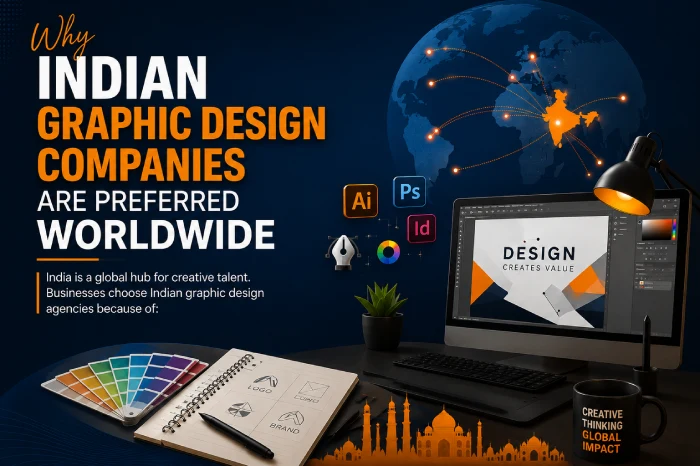 Why
INDIAN
GRAPHIC DESIGN
COMPANIES
ARE PREFERRED
WORLDWIDE
India is a global hub for creative talent.
Businesses choose Indian graphic design
agencies because of:
Ai
Ps
Id
DESIGN
CREATES VALUE
LOGO
BRAND
CREATIVE
THINKING
GLOBAL
IMPACT